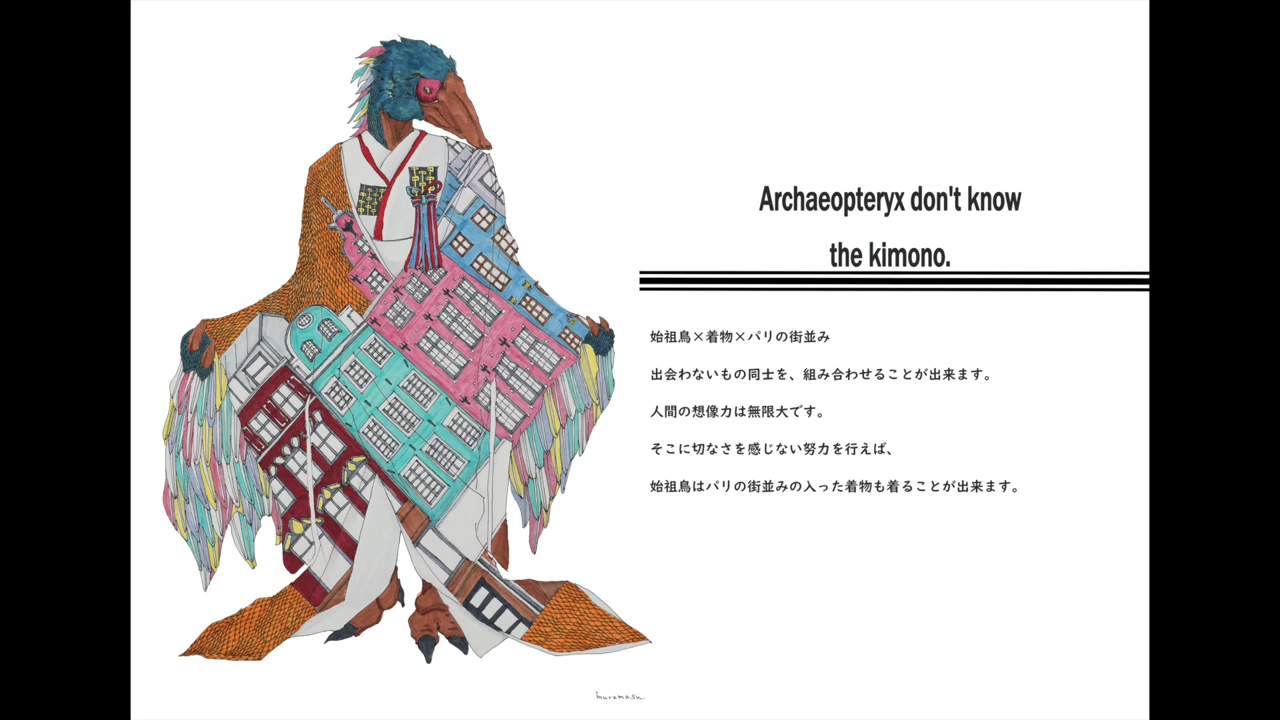 Archaeopteryx don't know
the kimono.
始祖鳥×着物×パリの街並み
出会わないもの同士を、組み合わせることが出来ます。
人間の想像力は無限大です。
そこに切なさを感じない努力を行えば、
始祖鳥はパリの街並みの入った着物も着ることが出来ます。
muramasu